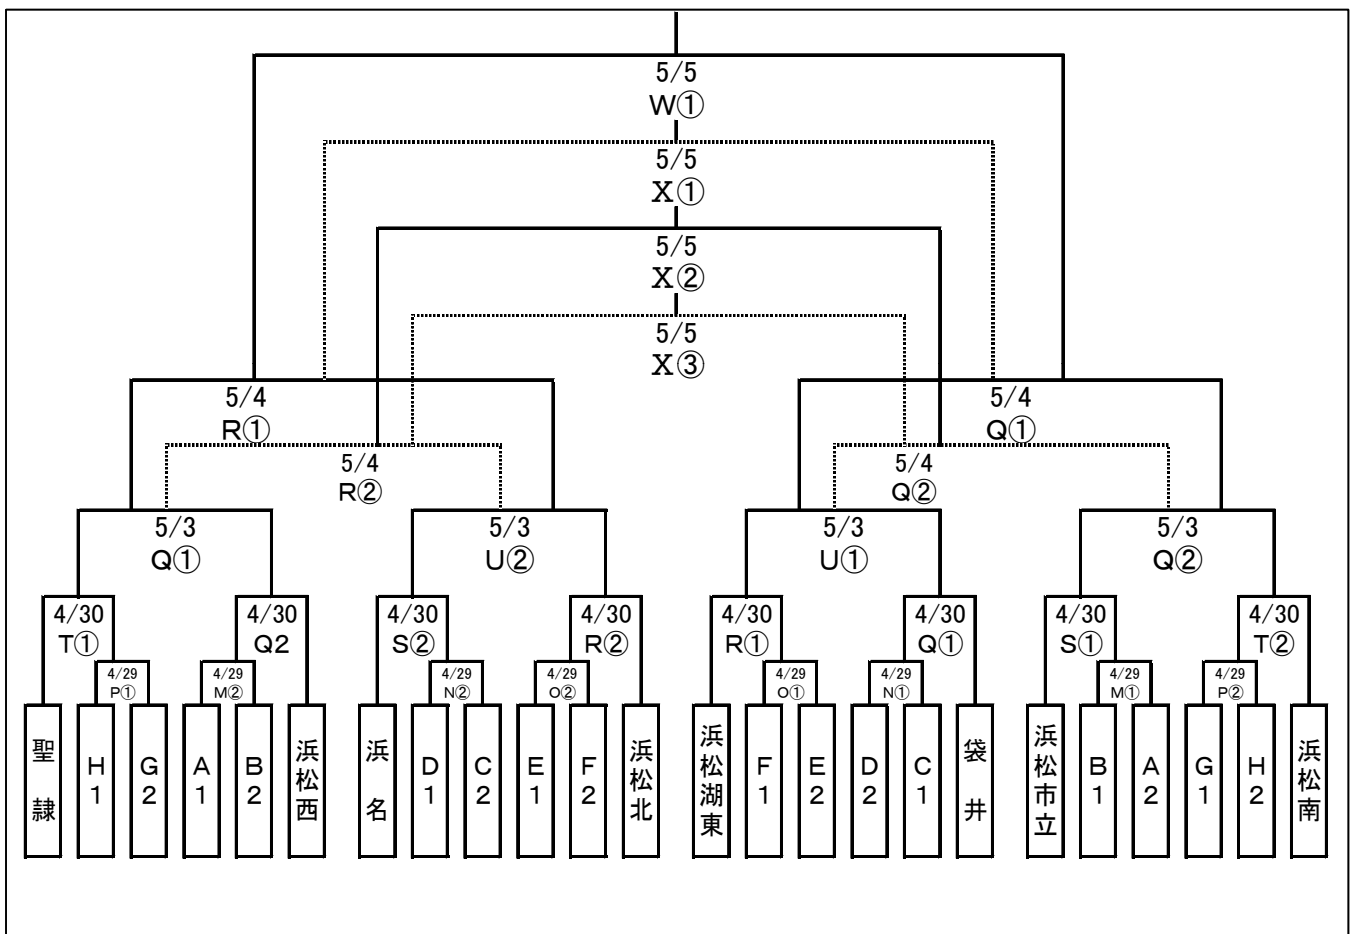 5/5
W①
5/5
X①
5/5
X②
5/5
X③
5/4
R①
5/4
Q①
5/4
R②
5/4
Q②
5/3
Q①
5/3
U②
5/3
U①
5/3
Q②
4/30
T①
4/30
Q2
4/30
S②
4/30
R②
4/30
R①
4/30
Q①
4/30
S①
4/30
T②
4/29
P①
4/29
M②
4/29
N②
4/29
O②
4/29
O①
4/29
N①
4/29
M①
4/29
P②
聖隷
H1
G2
A1
B2
浜松西
浜名
D1
C2
E1
F2
浜松北
浜松湖東
F1
E2
D2
C1
袋井
浜松市立
B1
A2
G1
H2
浜松南